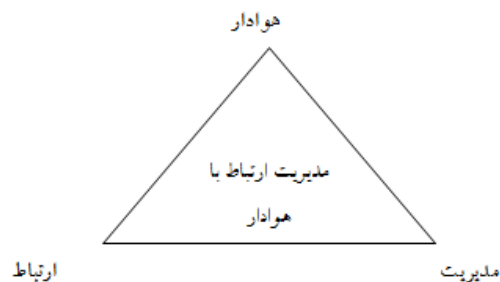 هوادار
مدیریت ارتباط با
هوادار
مدیریت
ارتباط